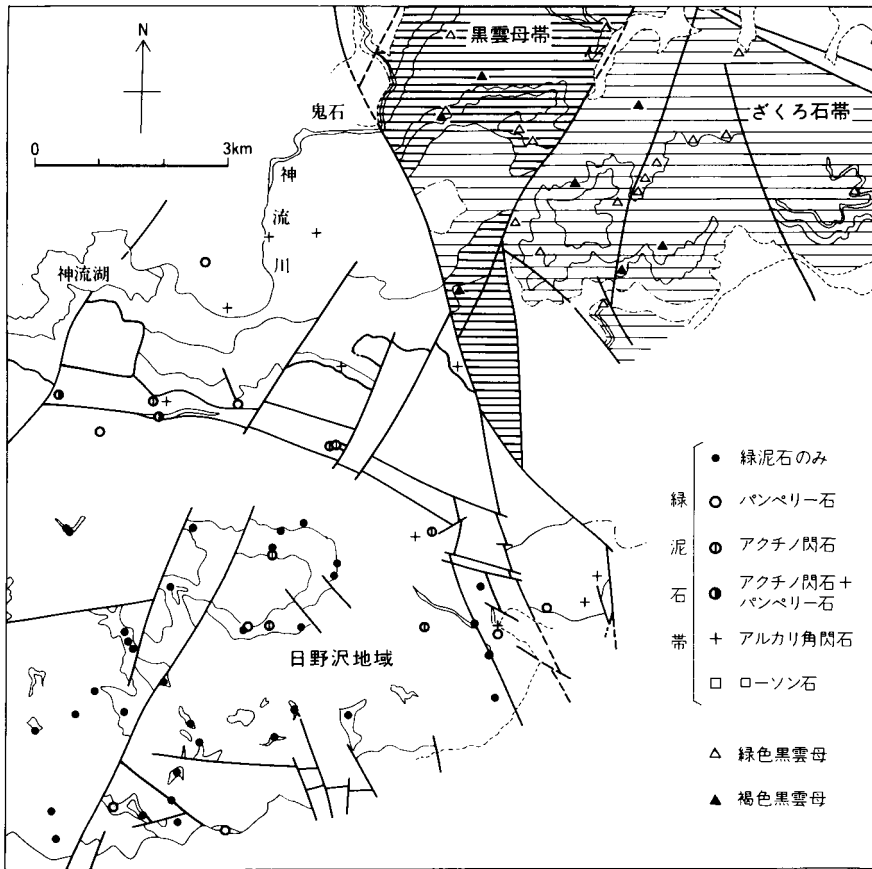 N
0
3km
鬼石
神流川
神流湖
黒雲母帯
ざくろ石帯
日野沢地域
緑泥石帯
緑泥石のみ
パンペリー石
アクチノ閃石
アクチノ閃石+
パンペリー石
アルカリ角閃石
ローソン石
緑色黒雲母
褐色黒雲母